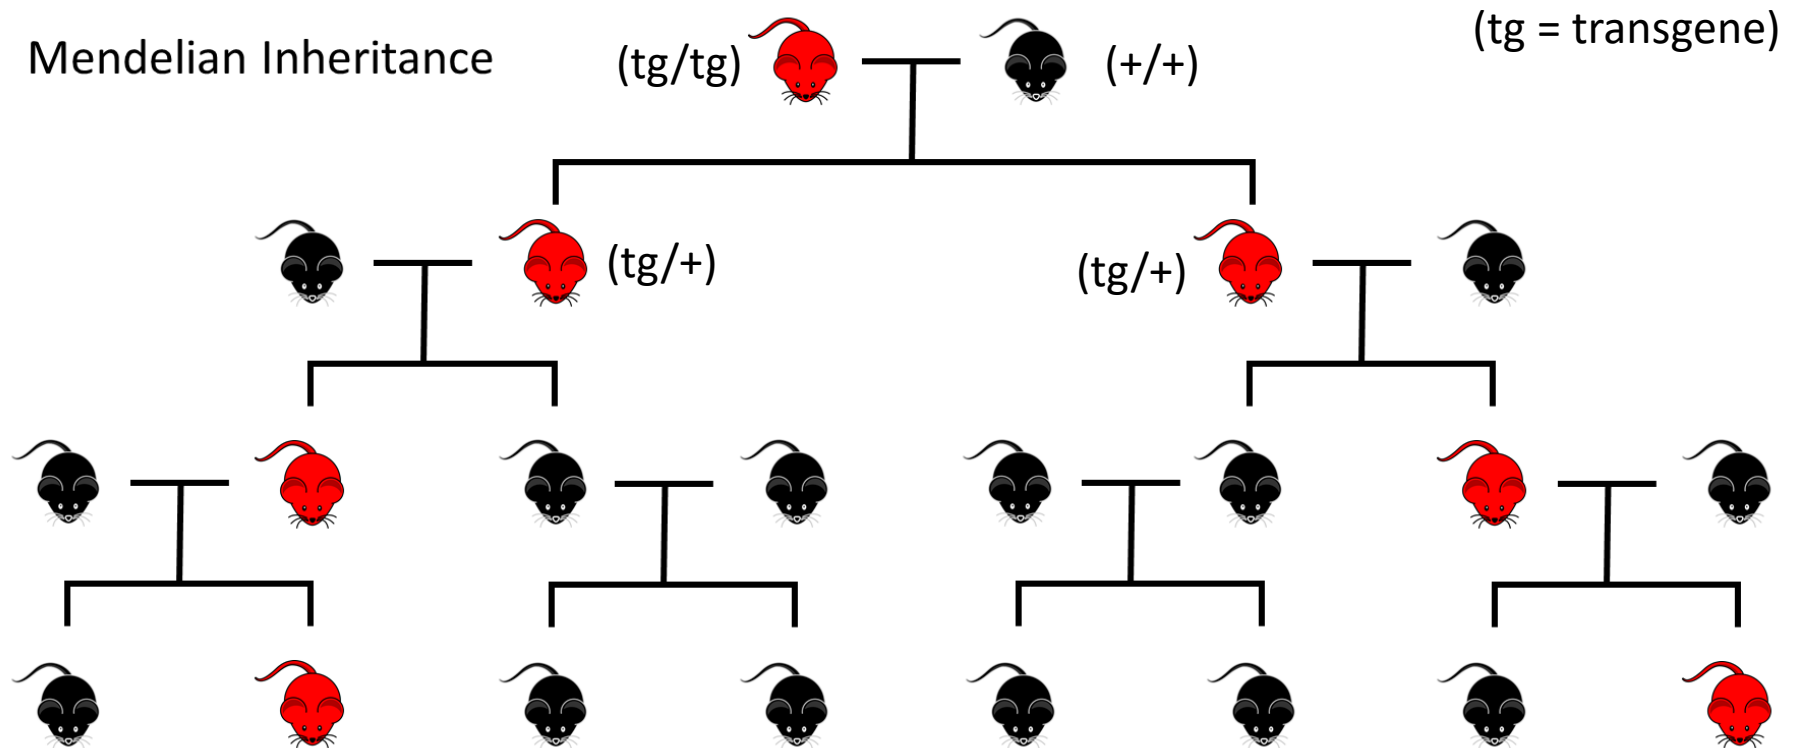 Mendelian Inheritance
(tg/tg)
(+/+)
(tg = transgene)
(tg/+)
(tg/+)